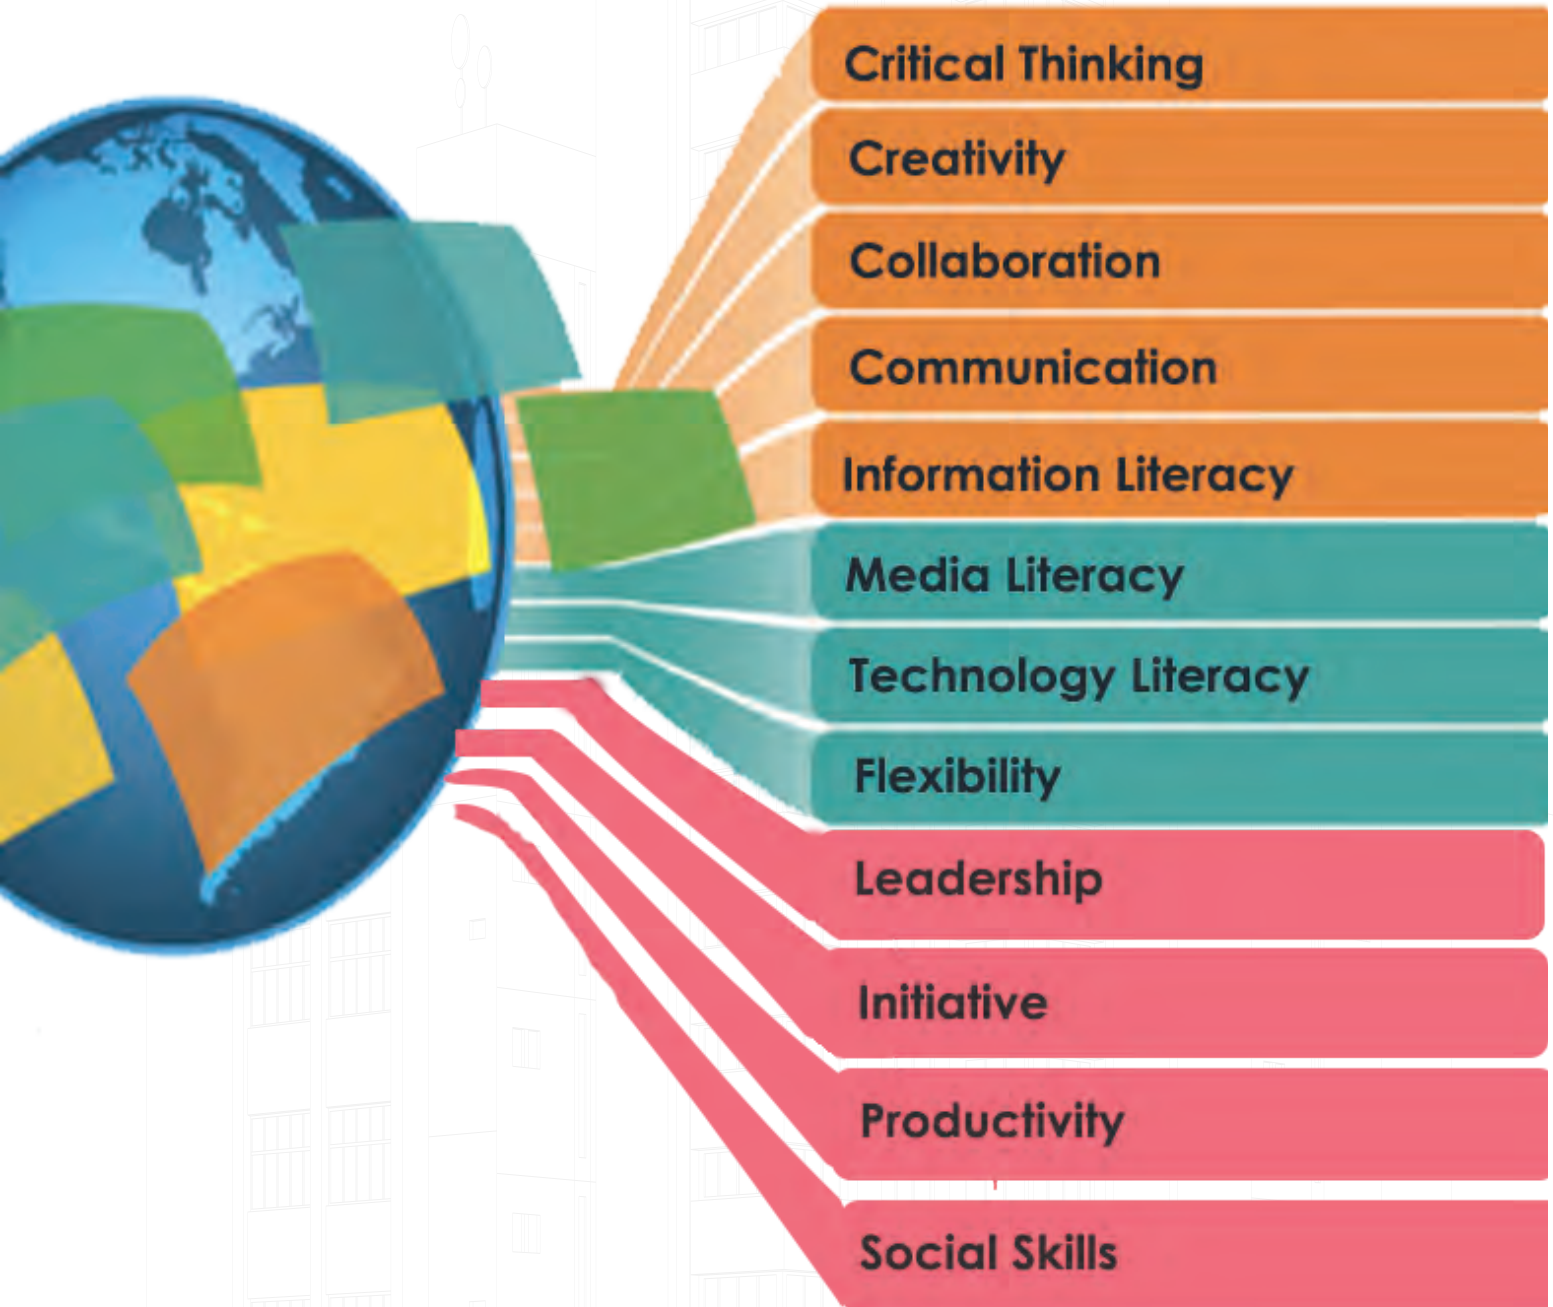 Critical Thinking
Creativity
Collaboration
Communication
Information Literacy
Media Literacy
Technology Literacy
Flexibility
Leadership
Initiative
Productivity
Social Skills